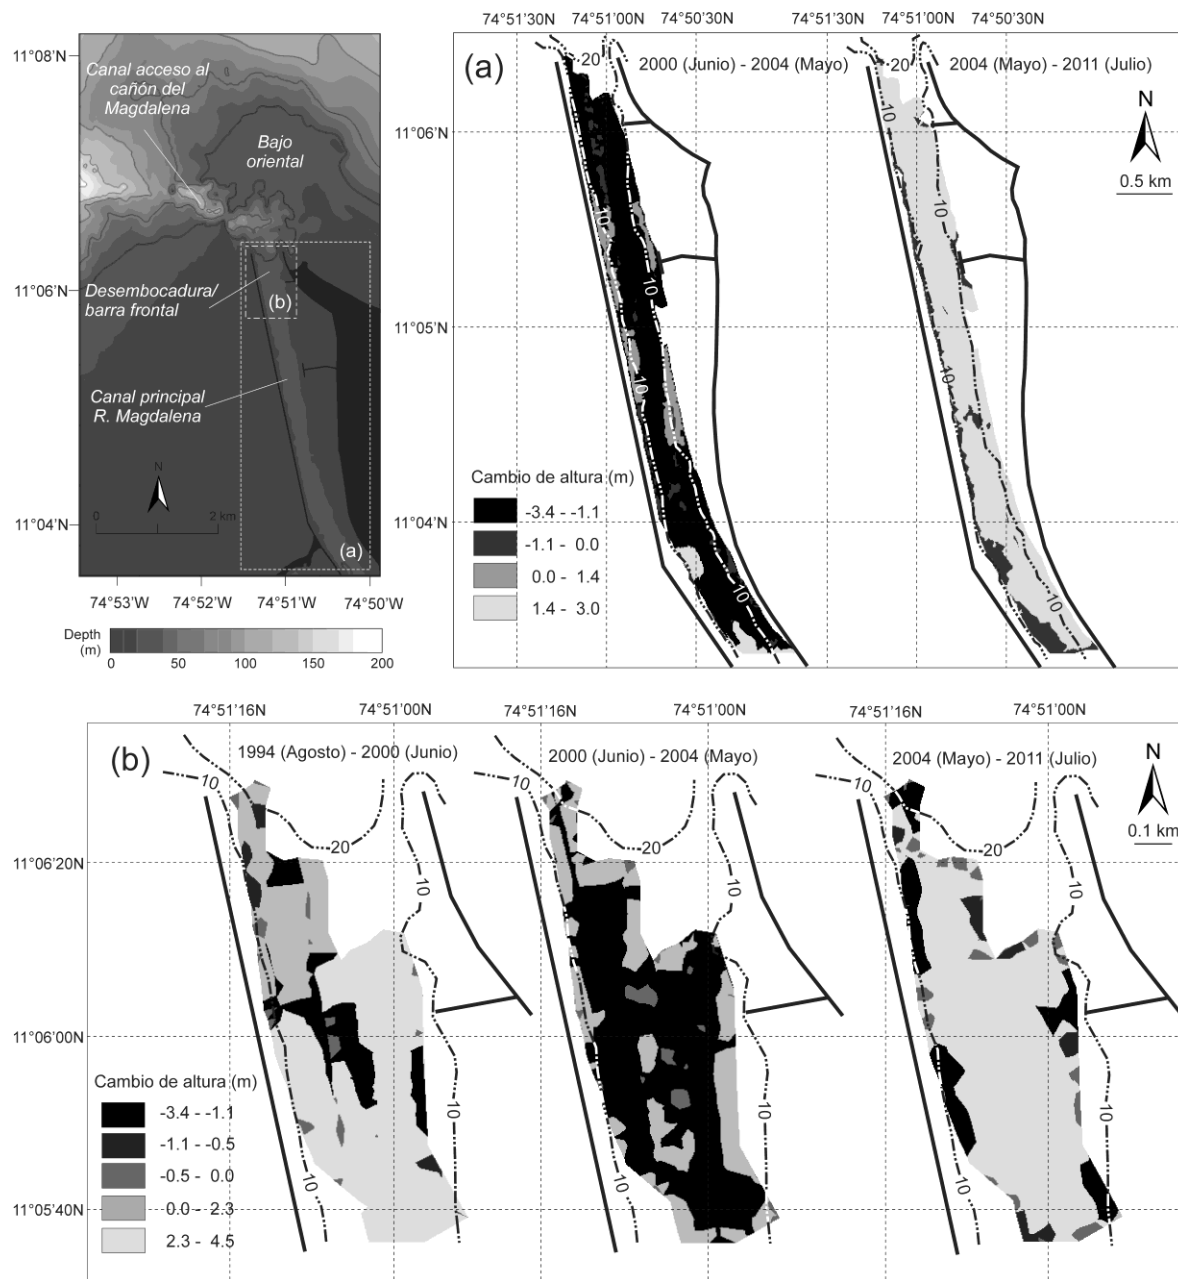 11°08'N
Canal acceso al
cañón del
Magdalena
Bajo
oriental
11°06'N
Desembocadura/
barra frontal
(b)
Canal principal
R. Magdalena
N
0 2 km
11°04'N
(a)
74°53'W 74°52'W 74°51'W 74°50'W
Depth
(m)
0 50 100 150 200
74°51'30N 74°51'00N 74°50'30N 74°51'00N 74°50'30N
(a)
20
2000 (Junio) - 2004 (Mayo)
20
2004 (Mayo) - 2011 (Julio)
N
0.5 km
11°06'N
10
10
10
10
11°05'N
10
10
Cambio de altura (m)
-3.4 - -1.1
-1.1 - 0.0
0.0 - 1.4
1.4 - 3.0
11°04'N
10
10
74°51'16N 74°51'00N 74°51'16N 74°51'00N 74°51'16N 74°51'00N
(b)
1994 (Agosto) - 2000 (Junio)
2000 (Junio) - 2004 (Mayo)
2004 (Mayo) - 2011 (Julio)
N
0.1 km
10
10
10
11°06'20N
20
20
20
10
10
10
11°06'00N
Cambio de altura (m)
-3.4 - -1.1
-1.1 - -0.5
-0.5 - 0.0
0.0 - 2.3
2.3 - 4.5
10
10
10
10
10
10
11°05'40N